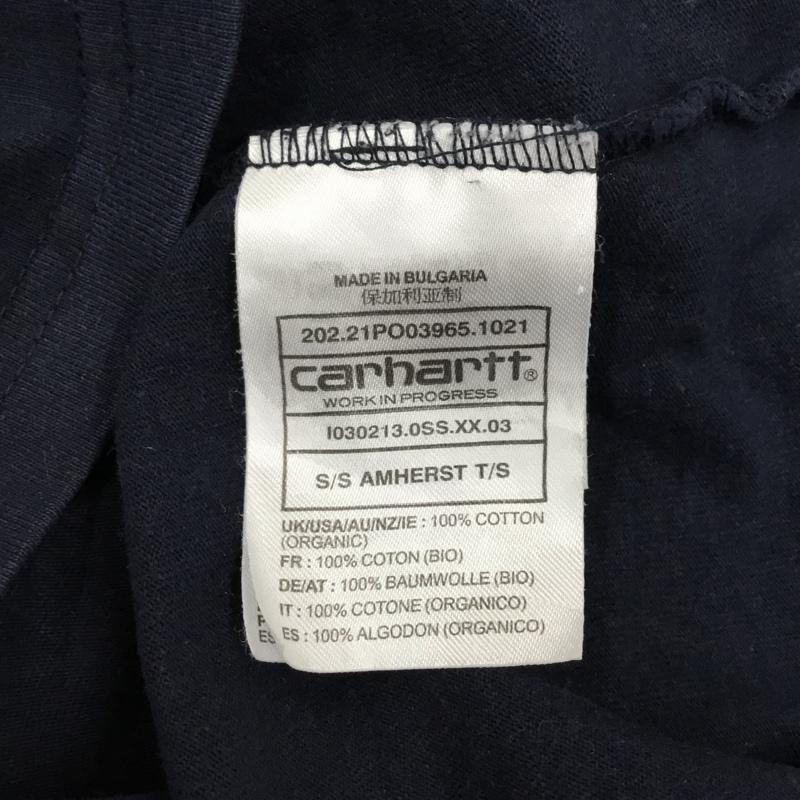 MADE IN BULGARIA
保加利亚制
202.21PO03965.1021
carhartt®
WORK IN PROGRESS
I030213.0SS.XX.03
S/S AMHERST T/S
UK/USA/AU/NZ/IE : 100% COTTON
(ORGANIC)
FR : 100% COTON (BIO)
DE/AT : 100% BAUMWOLLE (BIO)
IT : 100% COTONE (ORGANICO)
ES : 100% ALGODON (ORGANICO)
ES